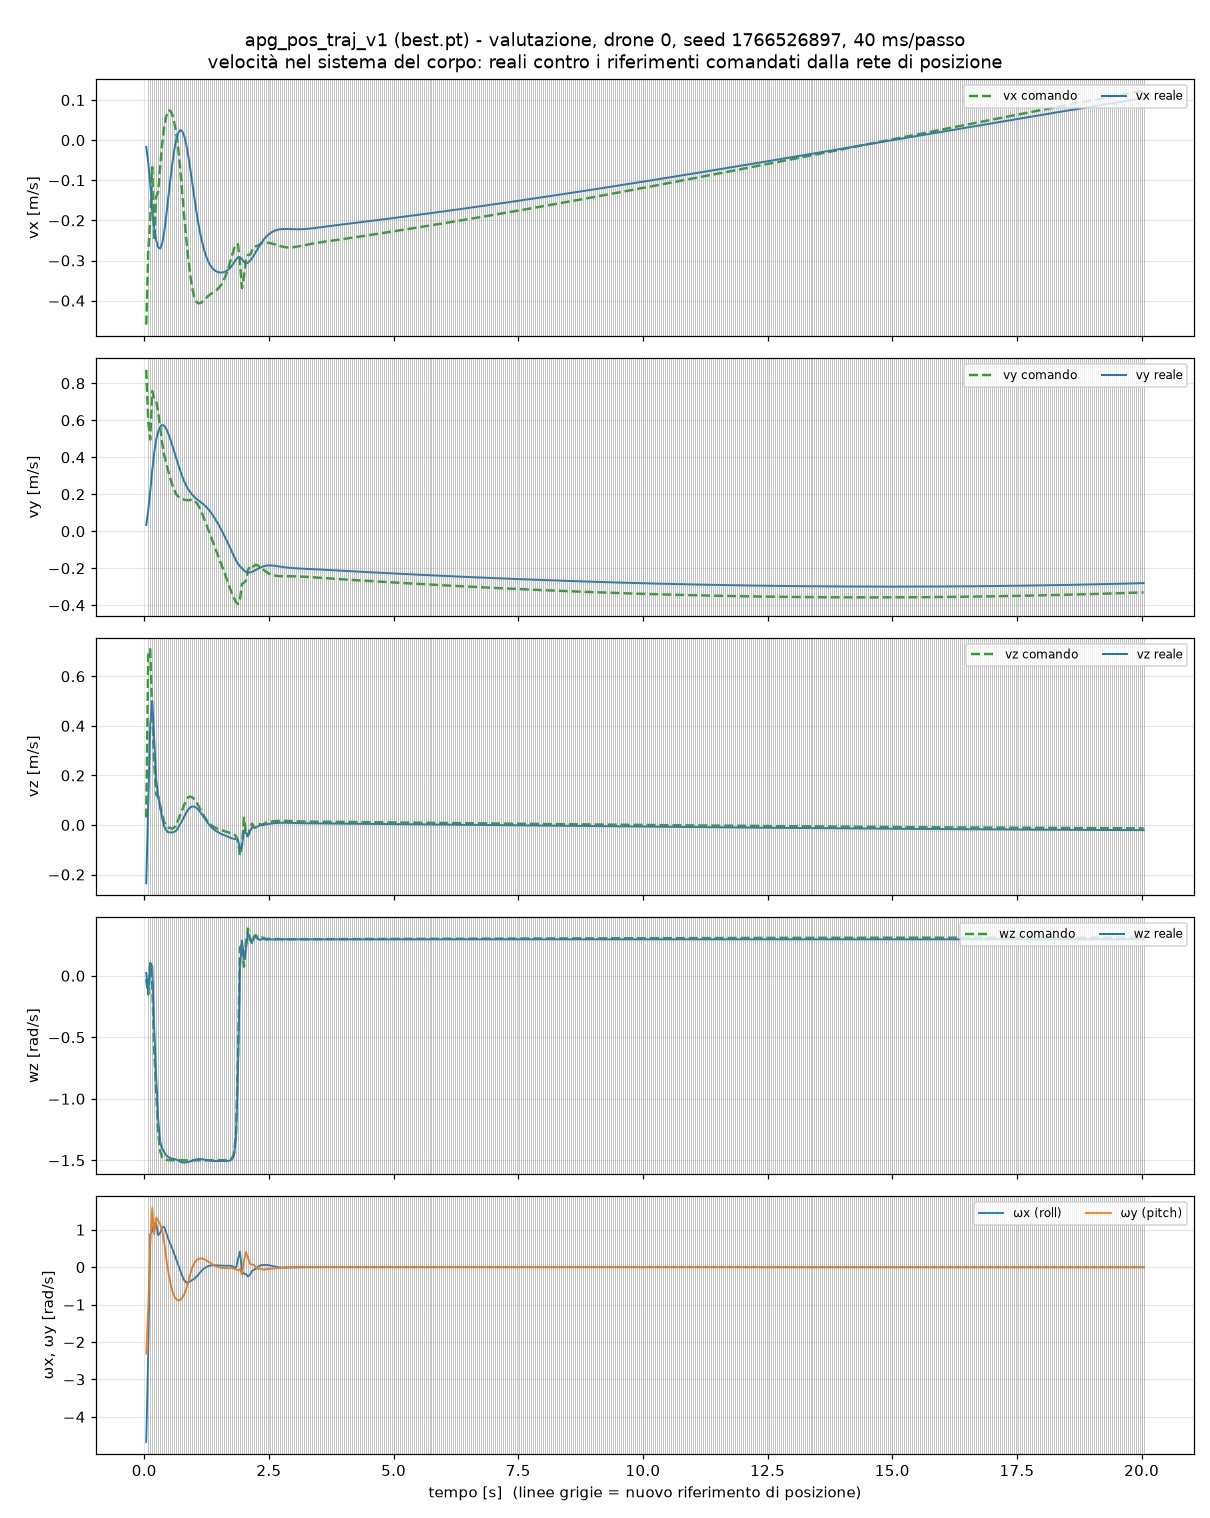 apg_pos_traj_v1 (best.pt) - valutazione, drone 0, seed 1766526897, 40 ms/passo
velocità nel sistema del corpo: reali contro i riferimenti comandati dalla rete di posizione
vx comando vx reale
0.1
0.0
−0.1
−0.2
−0.3
−0.4
vx [m/s]
vy comando vy reale
0.8
0.6
0.4
0.2
0.0
−0.2
−0.4
vy [m/s]
vz comando vz reale
0.6
0.4
0.2
0.0
−0.2
vz [m/s]
wz comando wz reale
0.0
−0.5
−1.0
−1.5
wz [rad/s]
ωx (roll) ωy (pitch)
1
0
−1
−2
−3
−4
ωx, ωy [rad/s]
0.0 2.5 5.0 7.5 10.0 12.5 15.0 17.5 20.0
tempo [s]  (linee grigie = nuovo riferimento di posizione)